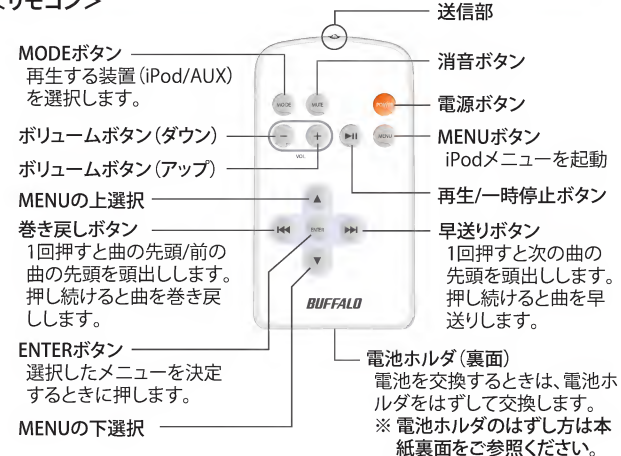 <リモコン>
送信部
MODEボタン
再生する装置(iPod/AUX)
を選択します。
消音ボタン
電源ボタン
ボリュームボタン(ダウン)
MENUボタン
iPodメニューを起動
ボリュームボタン(アップ)
再生/一時停止ボタン
MENUの上選択
巻き戻しボタン
1回押すと曲の先頭/前の
曲の先頭を頭出しします。
押し続けると曲を巻き戻
しします。
早送りボタン
1回押すと次の曲の
先頭を頭出しします。
押し続けると曲を早
送りします。
ENTERボタン
選択したメニューを決定
するときに押します。
MENUの下選択
電池ホルダ(裏面)
電池を交換するときは、電池ホ
ルダをはずして交換します。
※ 電池ホルダのはずし方は本
紙裏面をご参照ください。
MODE
MUTE
POWER
− + ▶II MENU
VOL
▲
I◀◀ ENTER ▶▶I
▼
BUFFALO